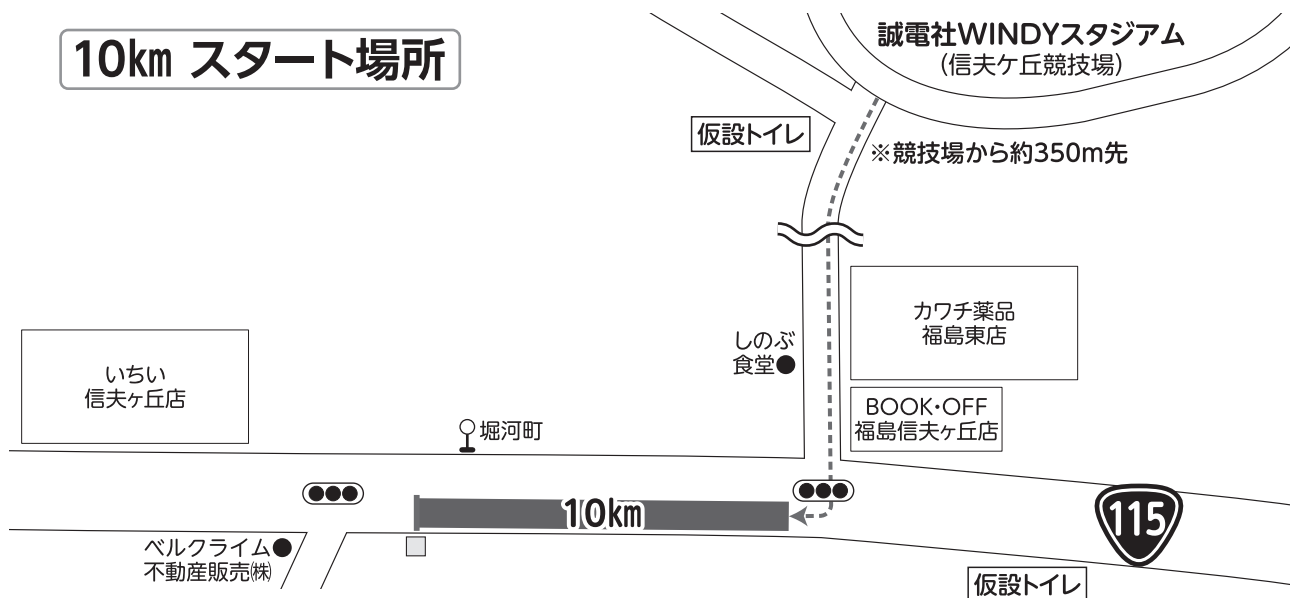 10㎞ スタート場所
誠電社WINDYスタジアム
(信夫ケ丘競技場)
仮設トイレ
※競技場から約350m先
カワチ薬品
福島東店
しのぶ
食堂
いちい
信夫ヶ丘店
BOOK・OFF
福島信夫ヶ丘店
堀河町
10㎞
115
ベルクライム
不動産販売㈱
仮設トイレ